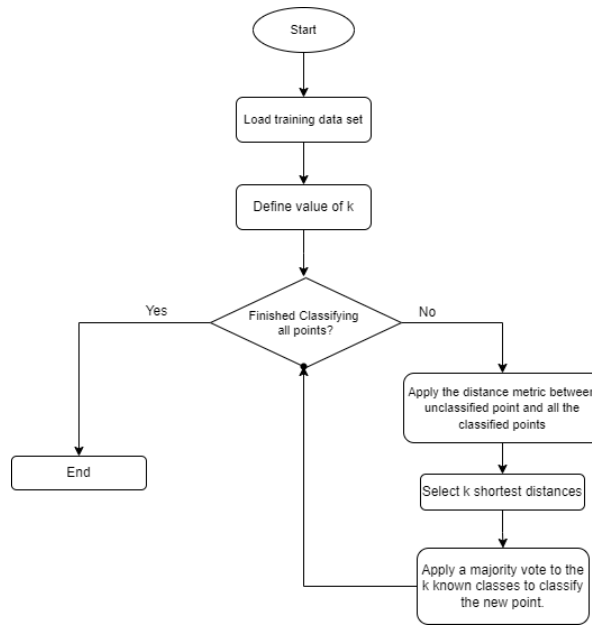 Start
Load training data set
Define value of k
Finished Classifying
all points?
Yes
No
Apply the distance metric between
unclassified point and all the
classified points
End
Select k shortest distances
Apply a majority vote to the
k known classes to classify
the new point.